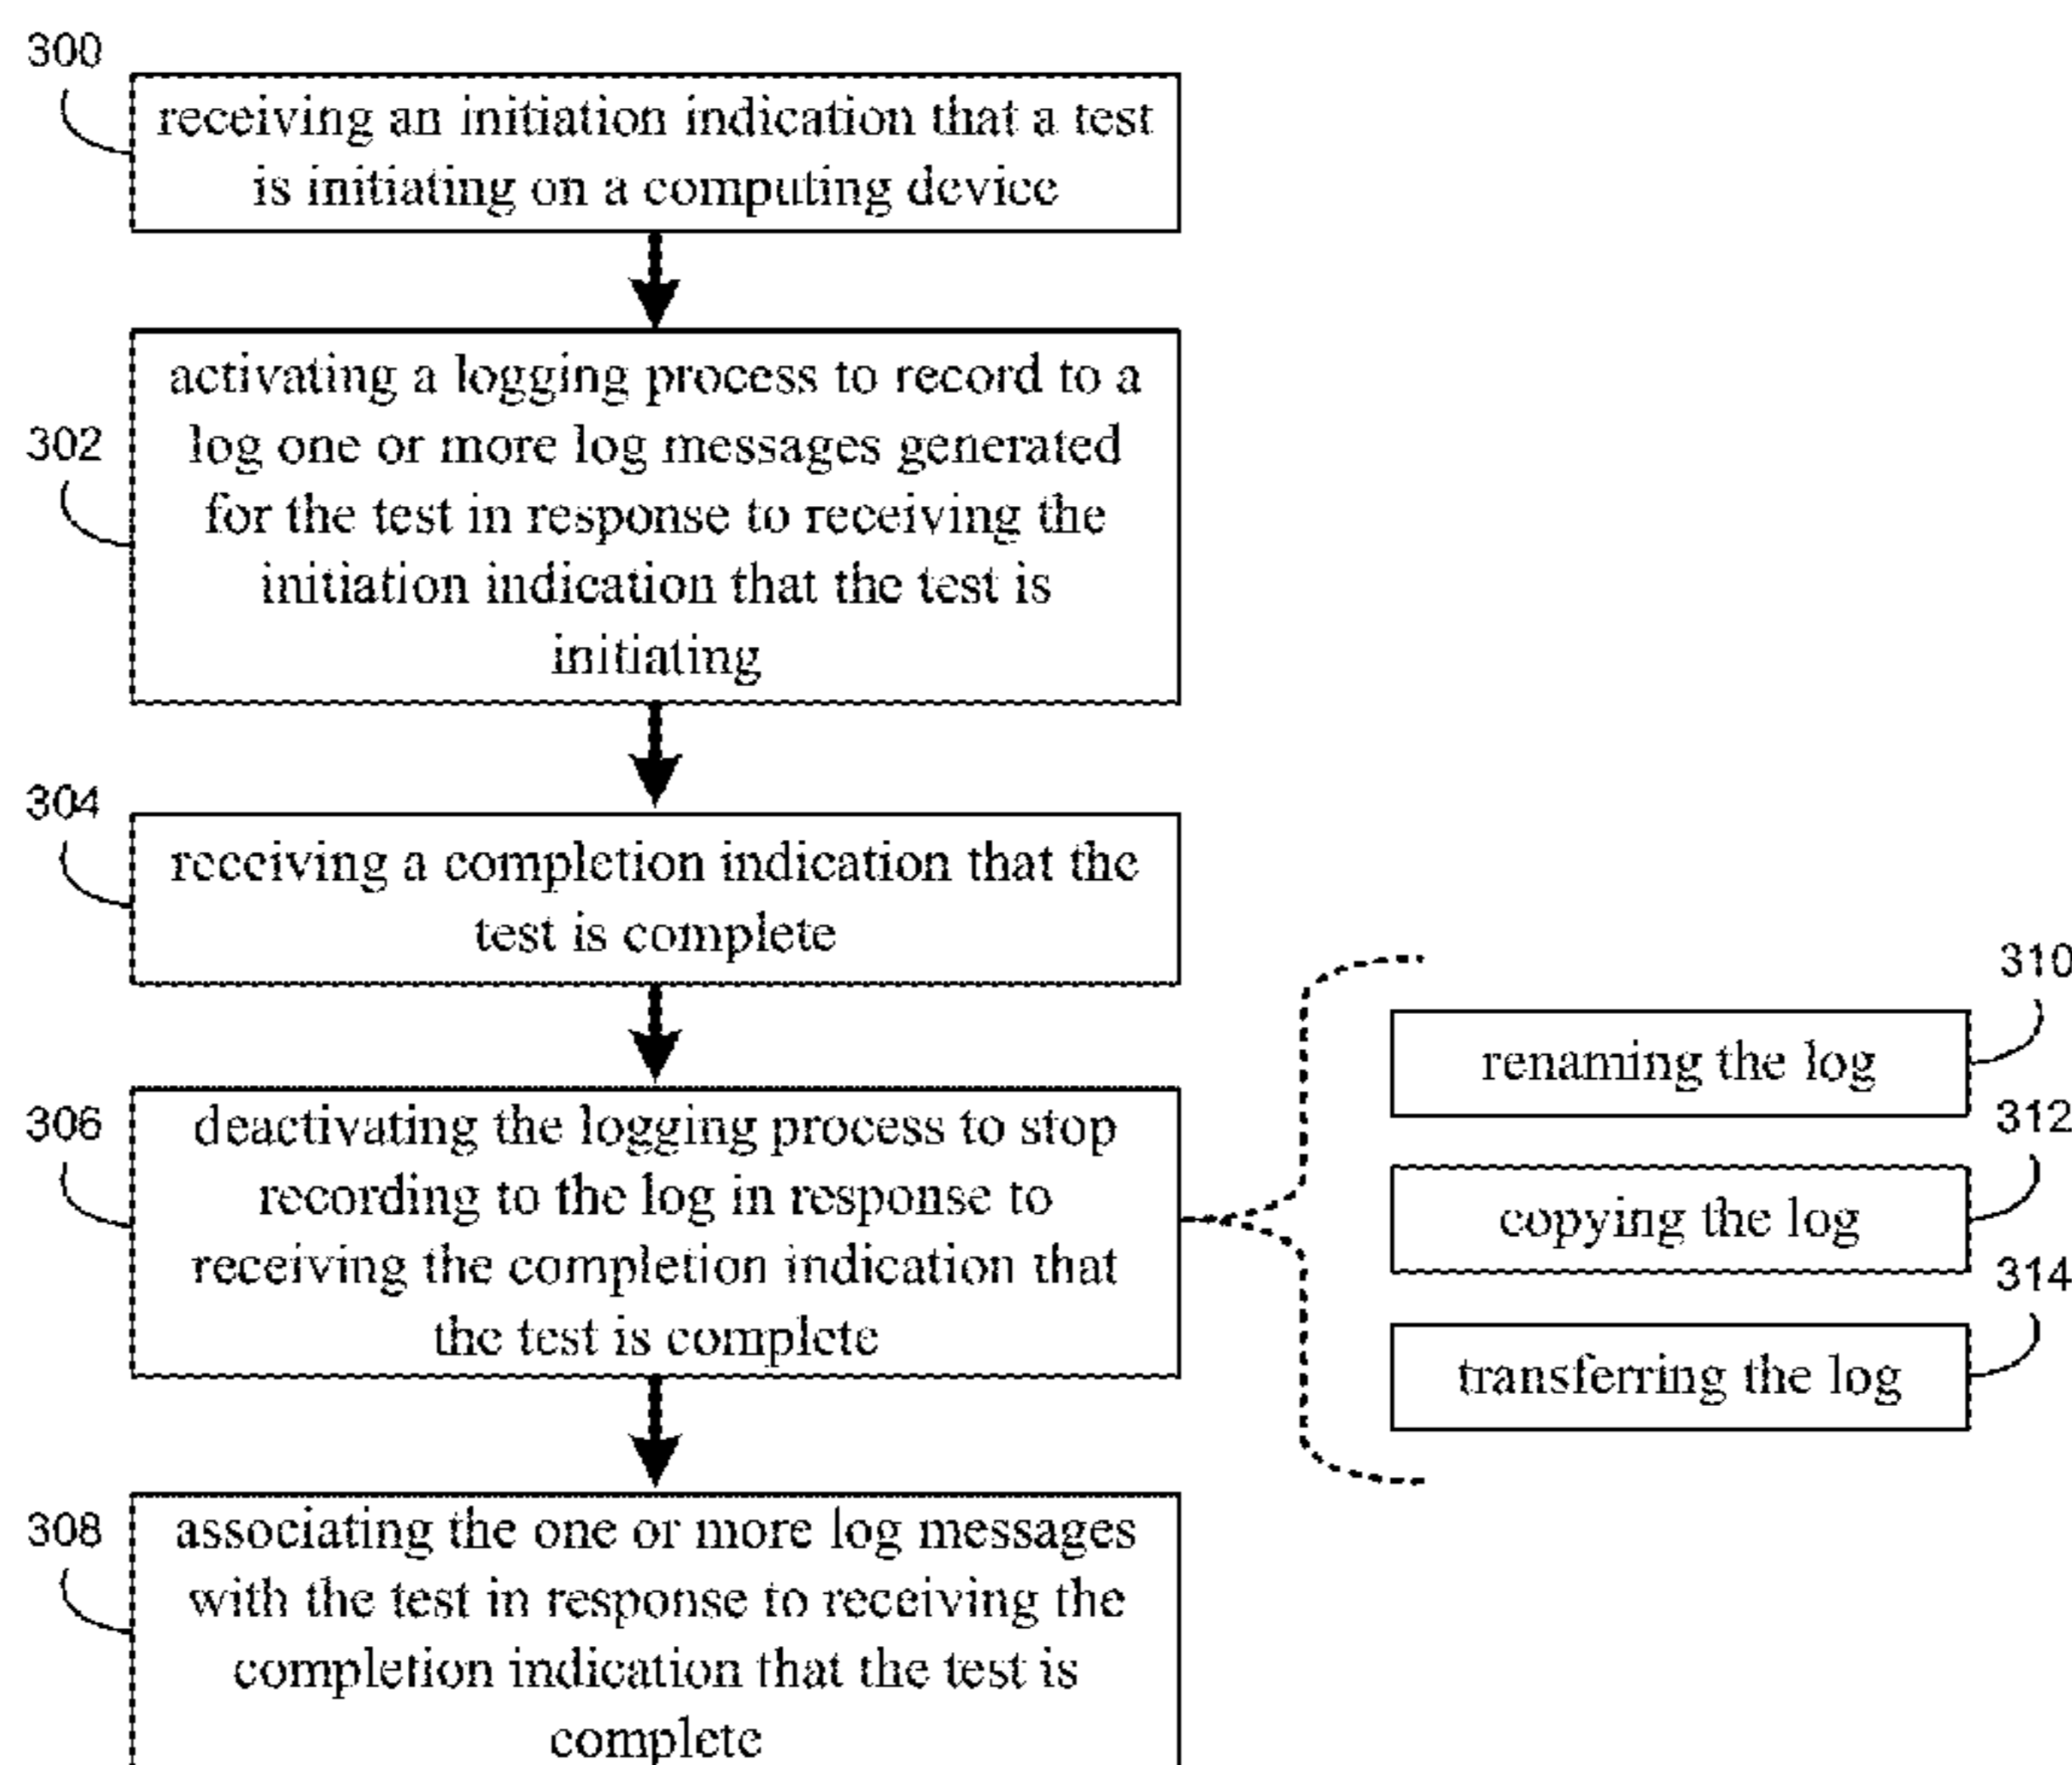 300
receiving an initiation indication that a test
is initiating on a computing device
302
activating a logging process to record to a
log one or more log messages generated
for the test in response to receiving the
initiation indication that the test is
initiating
304
receiving a completion indication that the
test is complete
306
deactivating the logging process to stop
recording to the log in response to
receiving the completion indication that
the test is complete
310
renaming the log
312
copying the log
314
transferring the log
308
associating the one or more log messages
with the test in response to receiving the
completion indication that the test is
complete